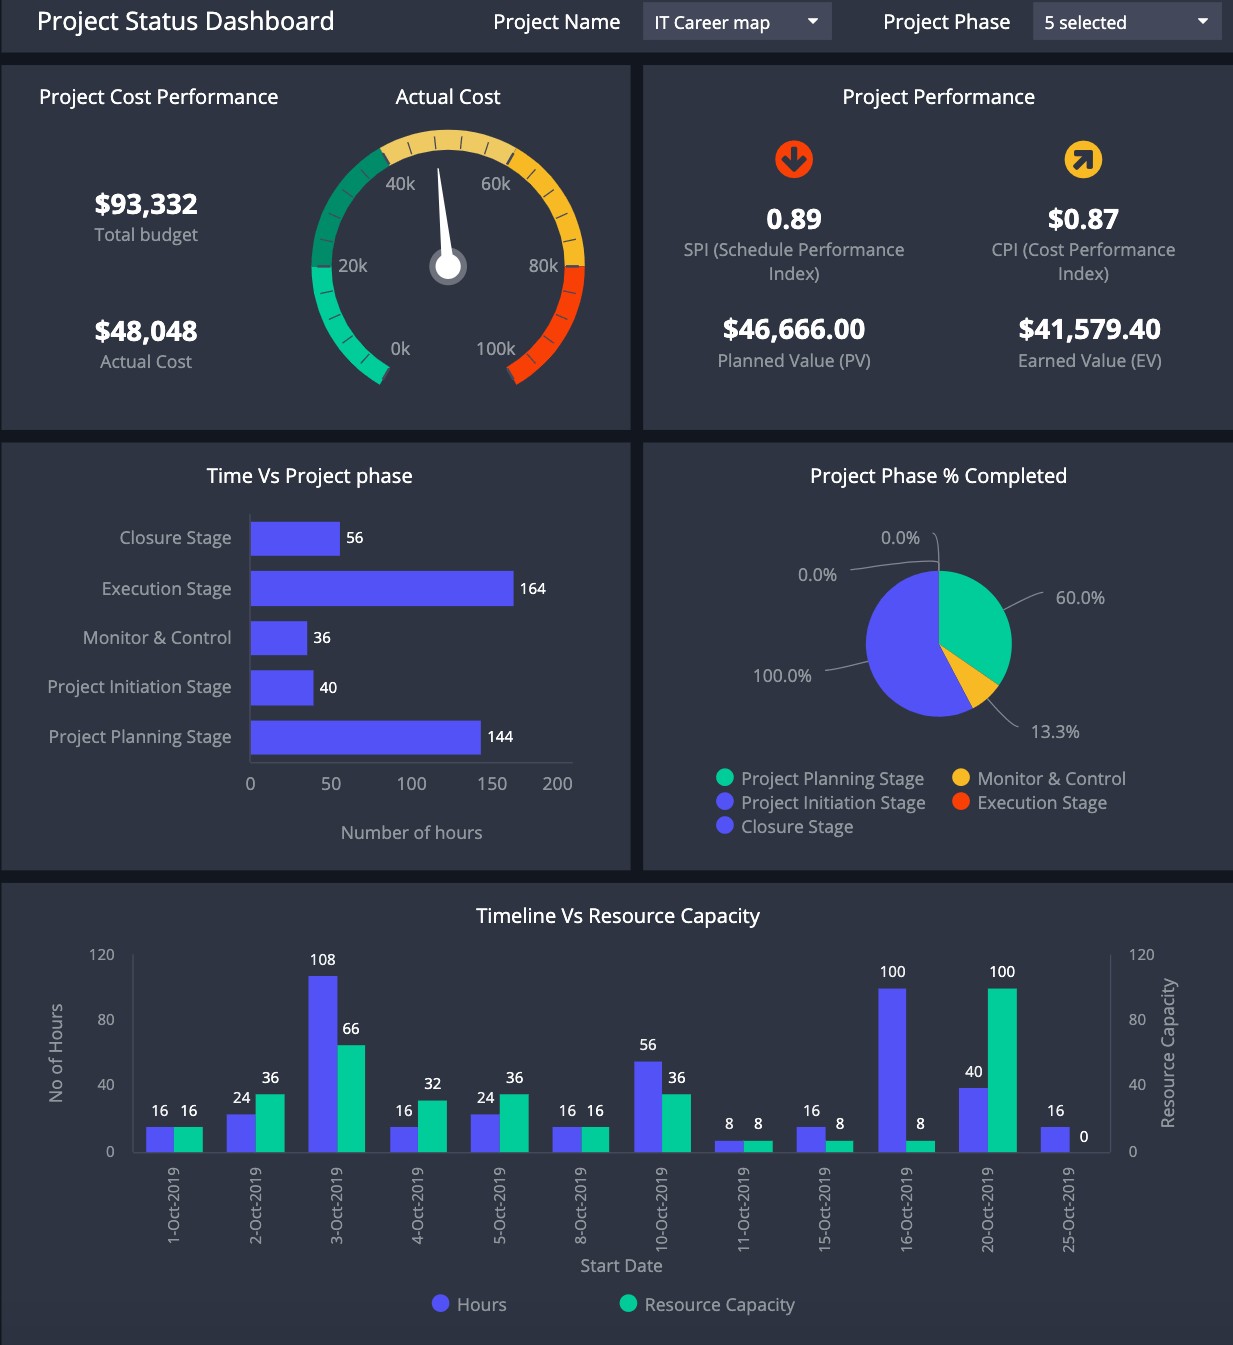 Project Status Dashboard
Project Name
IT Career map
Project Phase
5 selected
Project Cost Performance
Actual Cost
$93,332
Total budget
$48,048
Actual Cost
0k
20k
40k
60k
80k
100k
Project Performance
0.89
SPI (Schedule Performance
Index)
$0.87
CPI (Cost Performance
Index)
$46,666.00
Planned Value (PV)
$41,579.40
Earned Value (EV)
Time Vs Project phase
Closure Stage
56
Execution Stage
164
Monitor & Control
36
Project Initiation Stage
40
Project Planning Stage
144
0
50
100
150
200
Number of hours
Project Phase % Completed
0.0%
0.0%
60.0%
100.0%
13.3%
Project Planning Stage
Monitor & Control
Project Initiation Stage
Execution Stage
Closure Stage
Timeline Vs Resource Capacity
No of Hours
120
80
40
0
16
16
24
36
108
66
16
32
24
36
16
16
56
36
8
8
16
8
100
8
40
100
16
0
120
80
40
0
Resource Capacity
1-Oct-2019
2-Oct-2019
3-Oct-2019
4-Oct-2019
5-Oct-2019
8-Oct-2019
10-Oct-2019
11-Oct-2019
15-Oct-2019
16-Oct-2019
20-Oct-2019
25-Oct-2019
Start Date
Hours
Resource Capacity